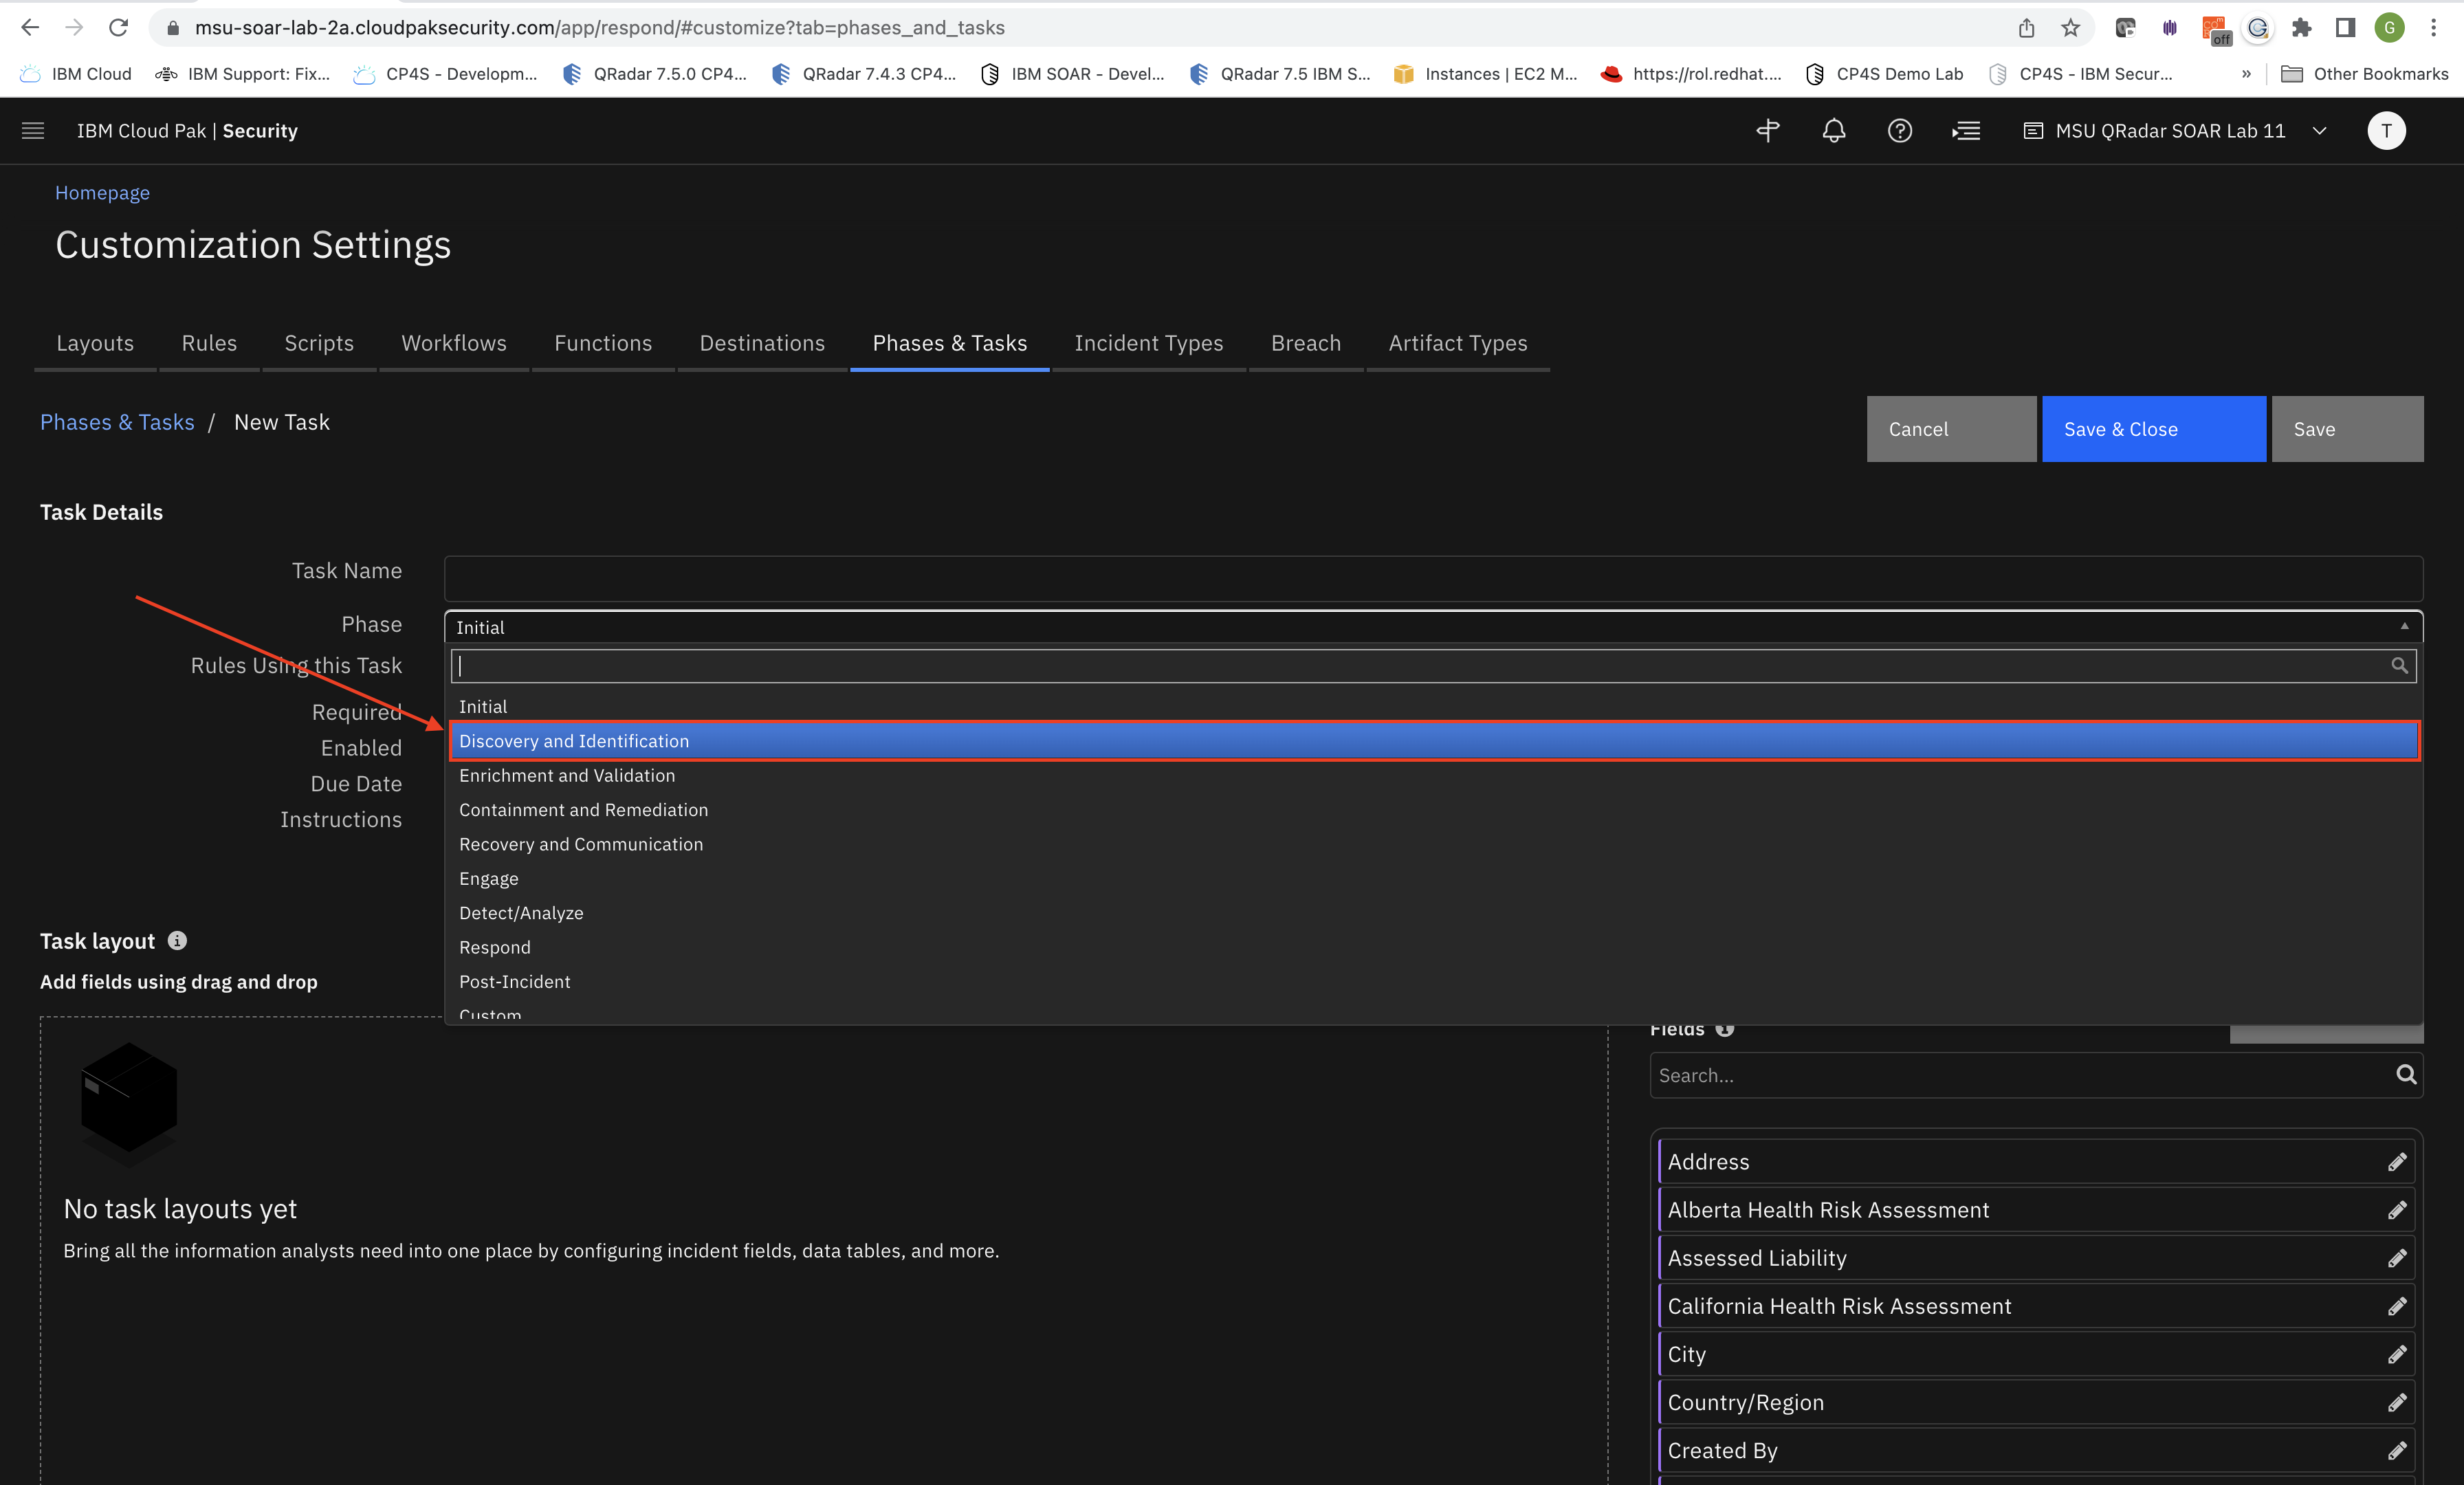 msu-soar-lab-2a.cloudpaksecurity.com/app/respond/#customize?tab=phases_and_tasks
off
G
IBM Cloud
IBM Support: Fix...
CP4S - Developm...
QRadar 7.5.0 CP4...
QRadar 7.4.3 CP4...
IBM SOAR - Devel...
QRadar 7.5 IBM S...
Instances | EC2 M...
https://rol.redhat....
CP4S Demo Lab
CP4S - IBM Secur...
»
Other Bookmarks
IBM Cloud Pak | Security
MSU QRadar SOAR Lab 11
T
Homepage
Customization Settings
Layouts
Rules
Scripts
Workflows
Functions
Destinations
Phases & Tasks
Incident Types
Breach
Artifact Types
Phases & Tasks / New Task
Cancel
Save & Close
Save
Task Details
Task Name
Phase
Initial
Rules Using this Task
Initial
Required
Discovery and Identification
Enabled
Enrichment and Validation
Due Date
Containment and Remediation
Instructions
Recovery and Communication
Engage
Detect/Analyze
Task layout
Respond
Add fields using drag and drop
Post-Incident
Custom
Fields
Search...
Address
No task layouts yet
Alberta Health Risk Assessment
Bring all the information analysts need into one place by configuring incident fields, data tables, and more.
Assessed Liability
California Health Risk Assessment
City
Country/Region
Created By